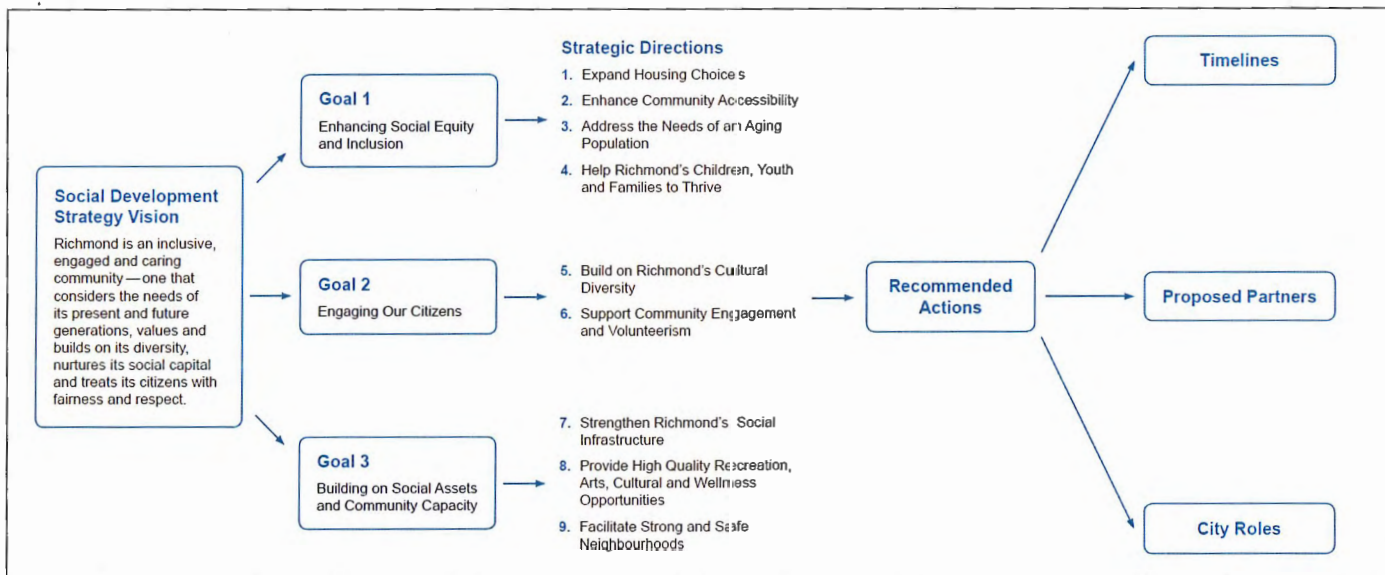 Social Development
Strategy Vision
Richmond is an inclusive,
engaged and caring
community—one that
considers the needs of
its present and future
generations, values and
builds on its diversity,
nurtures its social capital
and treats its citizens with
fairness and respect.
Goal 1
Enhancing Social Equity
and Inclusion
Goal 2
Engaging Our Citizens
Goal 3
Building on Social Assets
and Community Capacity
Strategic Directions
1. Expand Housing Choices
2. Enhance Community Accessibility
3. Address the Needs of an Aging
Population
4. Help Richmond's Children, Youth
and Families to Thrive
5. Build on Richmond's Cultural
Diversity
6. Support Community Engagement
and Volunteerism
7. Strengthen Richmond's Social
Infrastructure
8. Provide High Quality Recreation,
Arts, Cultural and Wellness
Opportunities
9. Facilitate Strong and Safe
Neighbourhoods
Recommended
Actions
Timelines
Proposed Partners
City Roles